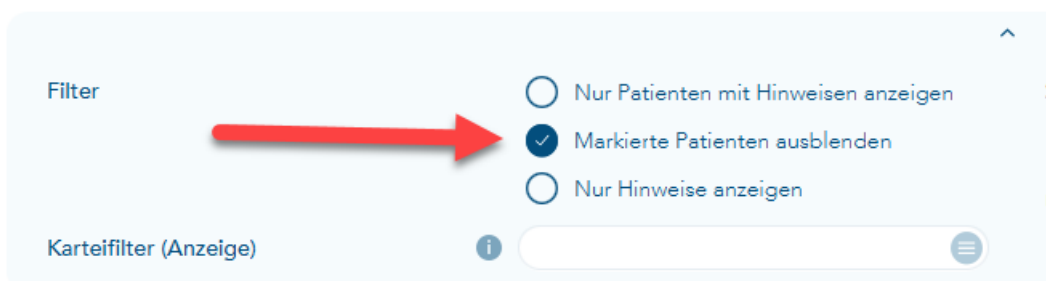 Filter
Nur Patienten mit Hinweisen anzeigen
Markierte Patienten ausblenden
Nur Hinweise anzeigen
Karteifilter (Anzeige)